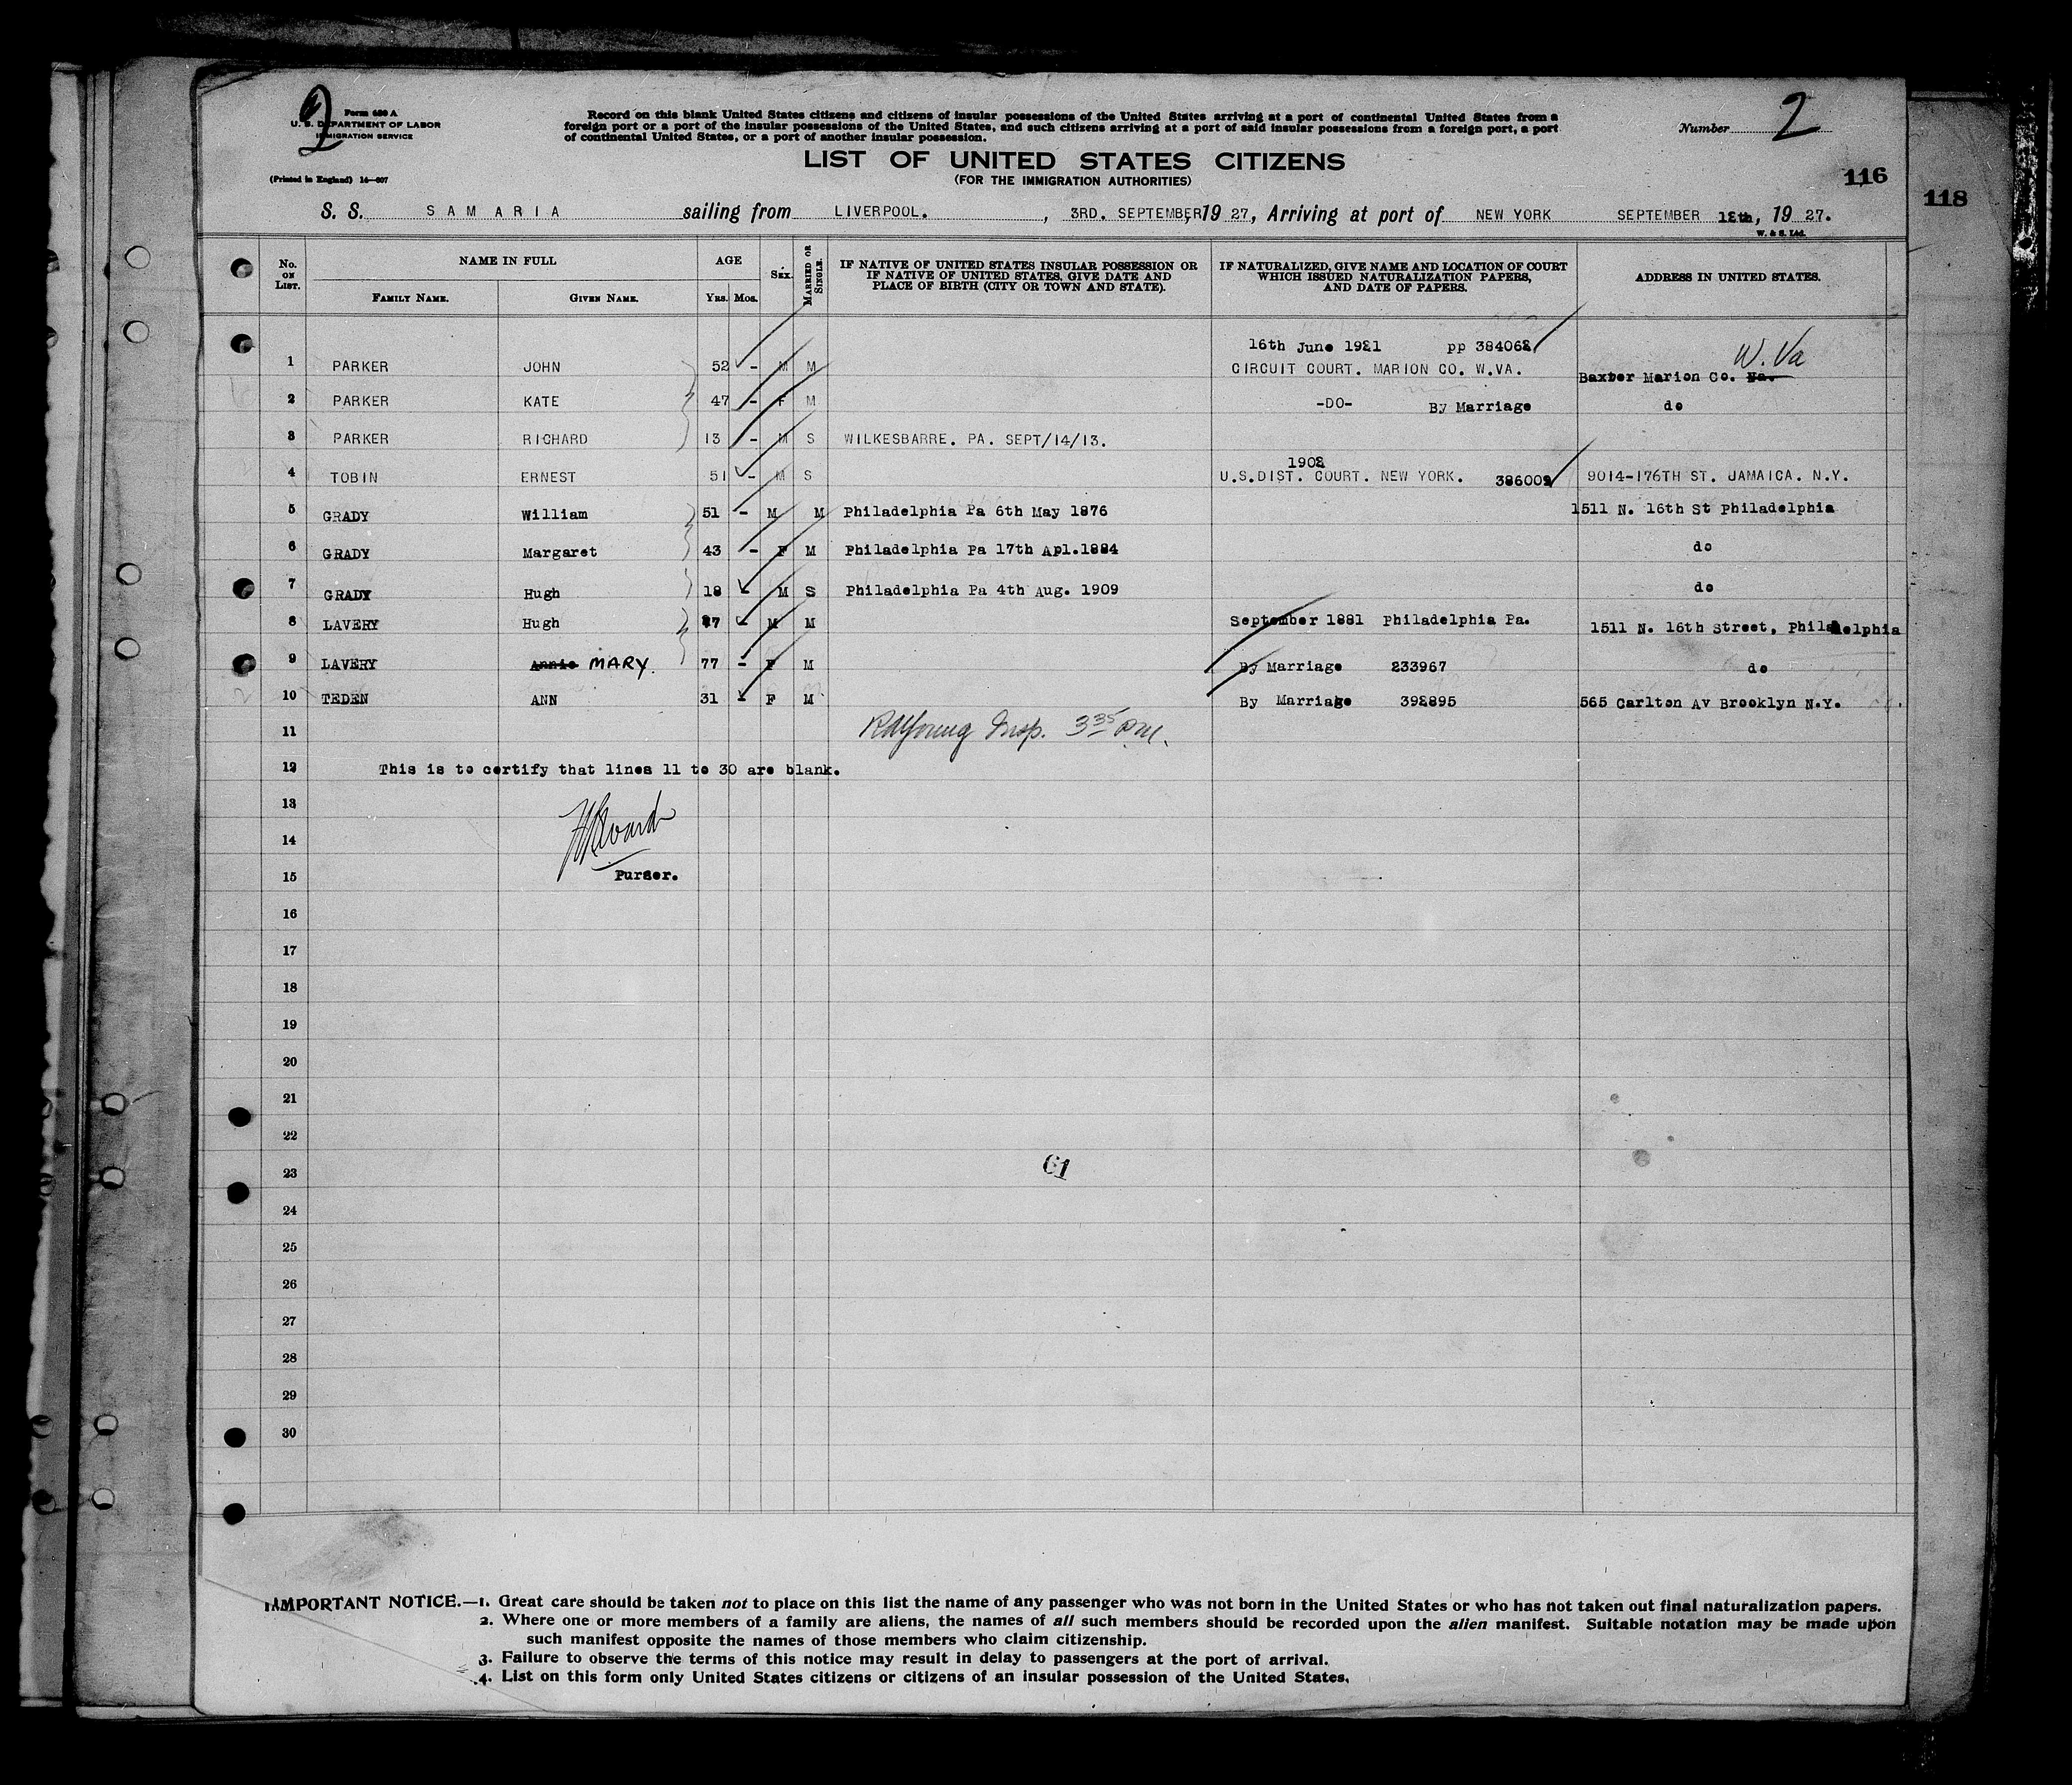 2
Form 630 A
U. S. DEPARTMENT OF LABOR
IMMIGRATION SERVICE
(Printed in England) 14—607
Record on this blank United States citizens and citizens of insular possessions of the United States arriving at a port of continental United States from a
foreign port or a port of the insular possessions of the United States, and such citizens arriving at a port of said insular possessions from a foreign port, a port
of continental United States, or a port of another insular possession.
Number 2
LIST OF UNITED STATES CITIZENS
(FOR THE IMMIGRATION AUTHORITIES)
116
118
S. S. SAMARIA sailing from LIVERPOOL. , 3RD. SEPTEMBER, 1927, Arriving at port of NEW YORK SEPTEMBER 12th, 1927.
W. & S. Ltd.
No. ON LIST. NAME IN FULL AGE SEX. MARRIED OR SINGLE. IF NATIVE OF UNITED STATES INSULAR POSSESSION OR IF NATIVE OF UNITED STATES, GIVE DATE AND PLACE OF BIRTH (CITY OR TOWN AND STATE). IF NATURALIZED, GIVE NAME AND LOCATION OF COURT WHICH ISSUED NATURALIZATION PAPERS, AND DATE OF PAPERS. ADDRESS IN UNITED STATES.
FAMILY NAME. GIVEN NAME. YRS. MOS.
16th June 1921 pp 384062 W. Va
1 PARKER JOHN 52 - M M CIRCUIT COURT. MARION CO. W.VA. Baxter Marion Co. Va.
2 PARKER KATE 47 - F M -DO- By Marriage do
3 PARKER RICHARD 13 - M S WILKESBARRE. PA. SEPT/14/13.
1902
4 TOBIN ERNEST 51 - M S U.S.DIST. COURT. NEW YORK. 386002 9014-176TH ST. JAMAICA. N.Y.
5 GRADY William 51 - M M Philadelphia Pa 6th May 1876 1511 N. 16th St Philadelphia
6 GRADY Margaret 43 - F M Philadelphia Pa 17th Apl.1884 do
7 GRADY Hugh 18 - M S Philadelphia Pa 4th Aug. 1909 do
8 LAVERY Hugh 77 - M M September 1881 Philadelphia Pa. 1511 N. 16th Street, Philadelphia
9 LAVERY Annie MARY. 77 - F M By Marriage 233967 do
10 TEDEN ANN 31 - F M By Marriage 392895 565 Carlton Av Brooklyn N.Y.
11 RAYoung Insp. 3 35 P.M.
12 This is to certify that lines 11 to 30 are blank.
13
14
15 Purser.
16
17
18
19
20
21
22
23 61
24
25
26
27
28
29
30
IMPORTANT NOTICE.—1. Great care should be taken not to place on this list the name of any passenger who was not born in the United States or who has not taken out final naturalization papers.
2. Where one or more members of a family are aliens, the names of all such members should be recorded upon the alien manifest. Suitable notation may be made upon
such manifest opposite the names of those members who claim citizenship.
3. Failure to observe the terms of this notice may result in delay to passengers at the port of arrival.
4. List on this form only United States citizens or citizens of an insular possession of the United States.